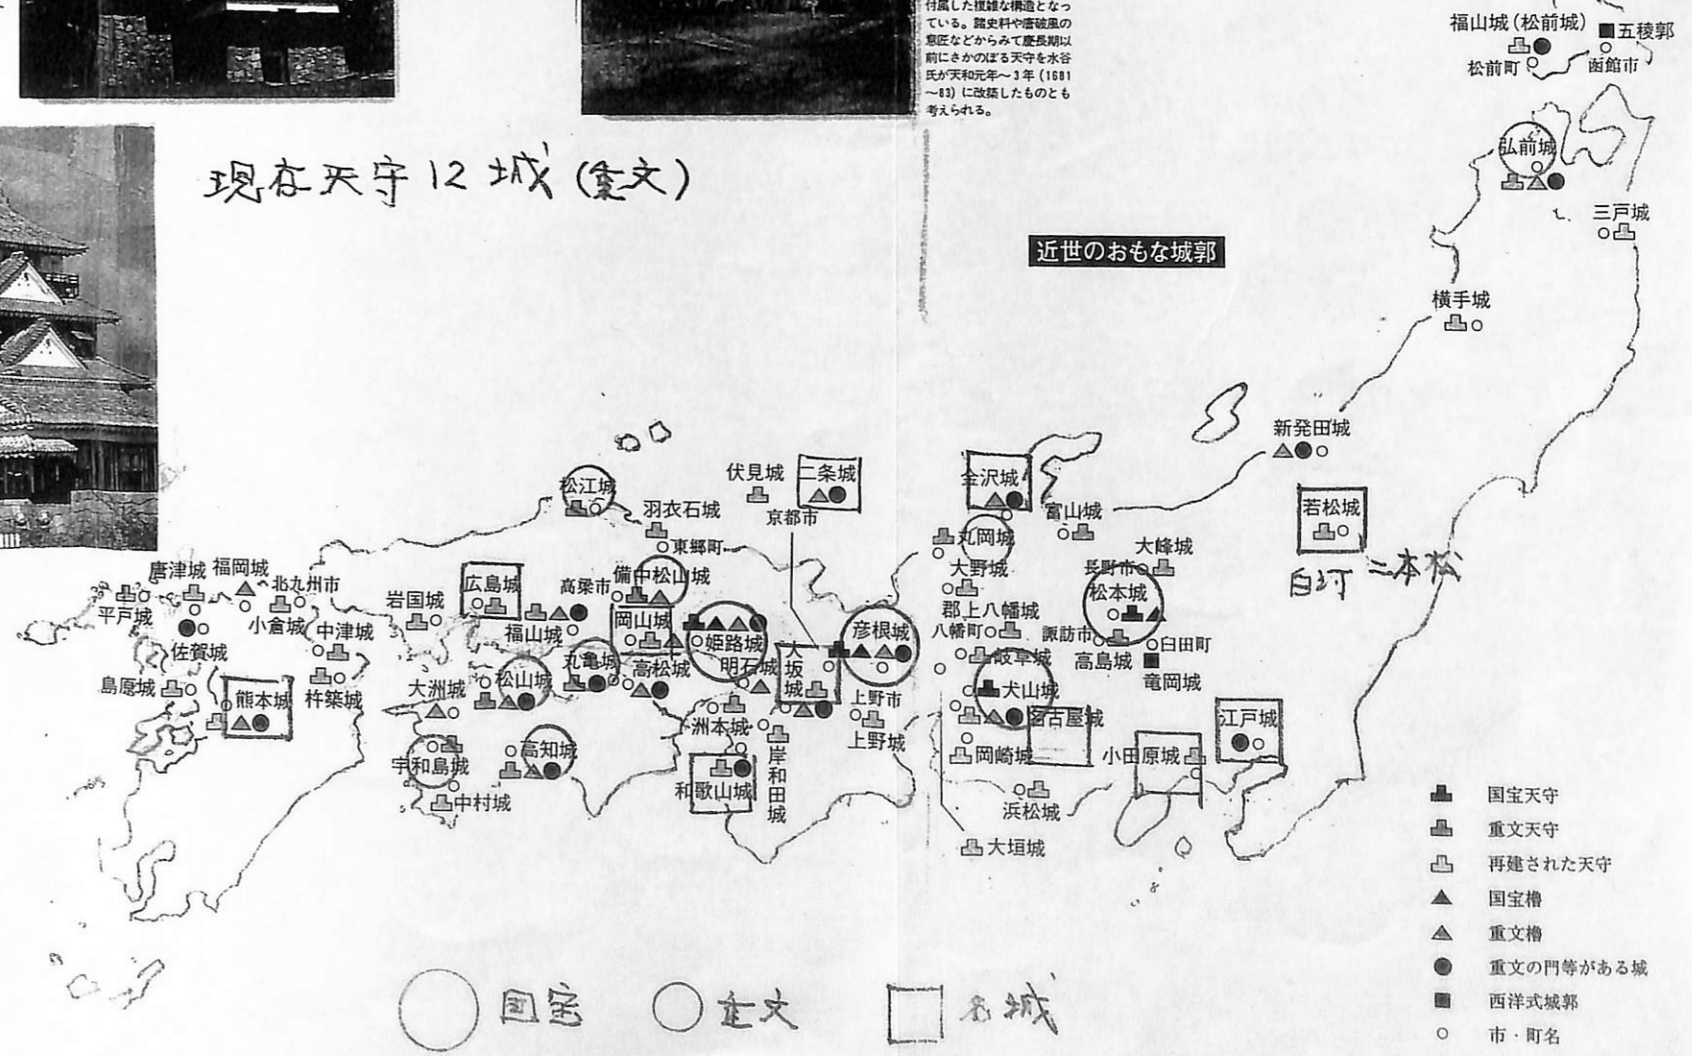 付属した複雑な構造となっ
ている。諸史料や唐破風の
意匠などからみて慶長期以
前にさかのぼる天守を水谷
氏が天和元年〜3年(1681
〜83)に改築したものとも
考えられる。
現在天守12城(重文)
近世のおもな城郭
福山城(松前城)
五稜郭
松前町
函館市
弘前城
三戸城
横手城
新発田城
若松城
白河 二本松
伏見城
二条城
京都市
金沢城
富山城
松江城
羽衣石城
東郷町
丸岡城
大峰城
長野市
大野城
松本城
唐津城
福岡城
北九州市
平戸城
小倉城
中津城
佐賀城
島原城
熊本城
杵築城
岩国城
広島城
高梁市
備中松山城
福山城
岡山城
姫路城
明石城
大坂城
彦根城
郡上八幡城
八幡町
諏訪市
高島城
臼田町
竜岡城
岐阜城
犬山城
名古屋城
江戸城
丸亀城
高松城
松山城
大洲城
洲本城
上野市
上野城
岡崎城
小田原城
宇和島城
高知城
和歌山城
岸和田城
中村城
浜松城
大垣城
国宝天守
重文天守
再建された天守
国宝櫓
重文櫓
重文の門等がある城
西洋式城郭
市・町名
国宝
重文
名城